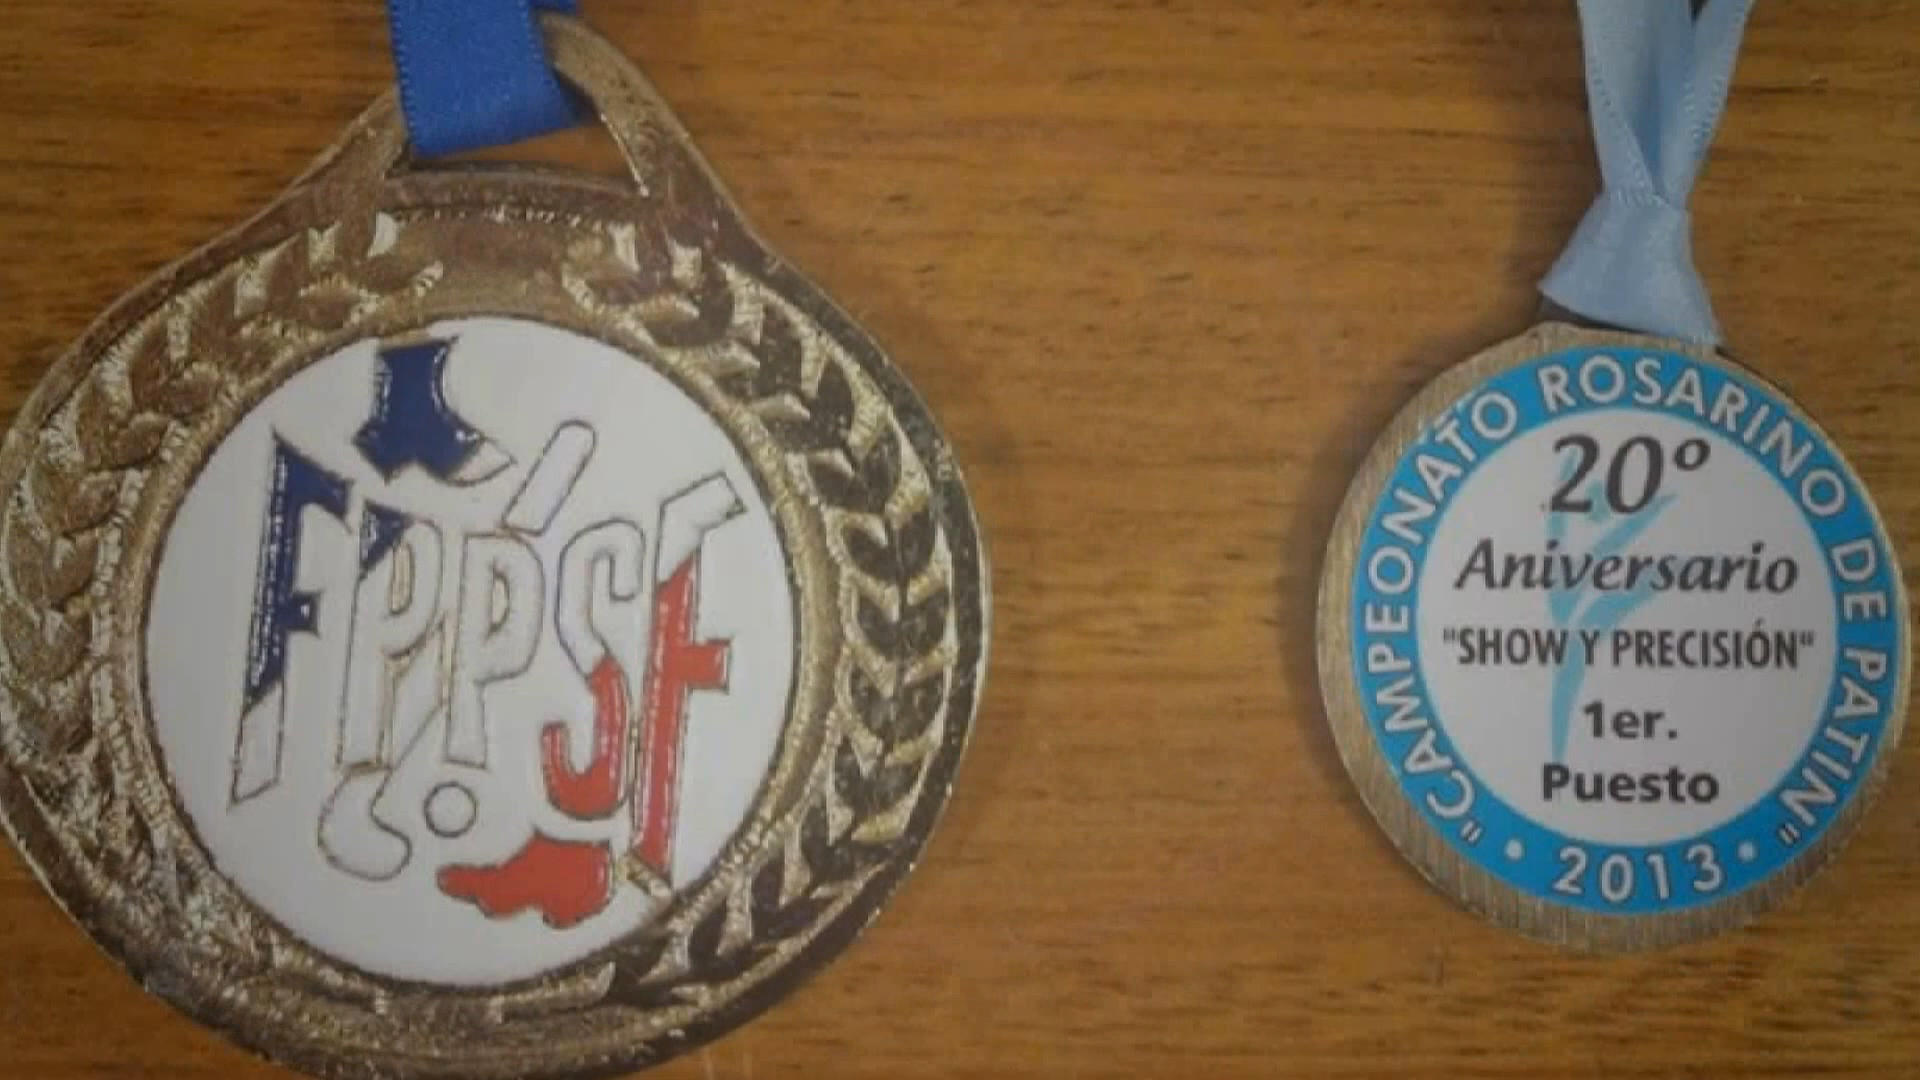 FPPSF
"CAMPEONATO ROSARINO DE PATIN"
20º
Aniversario
"SHOW Y PRECISIÓN"
1er.
Puesto
• 2013 •